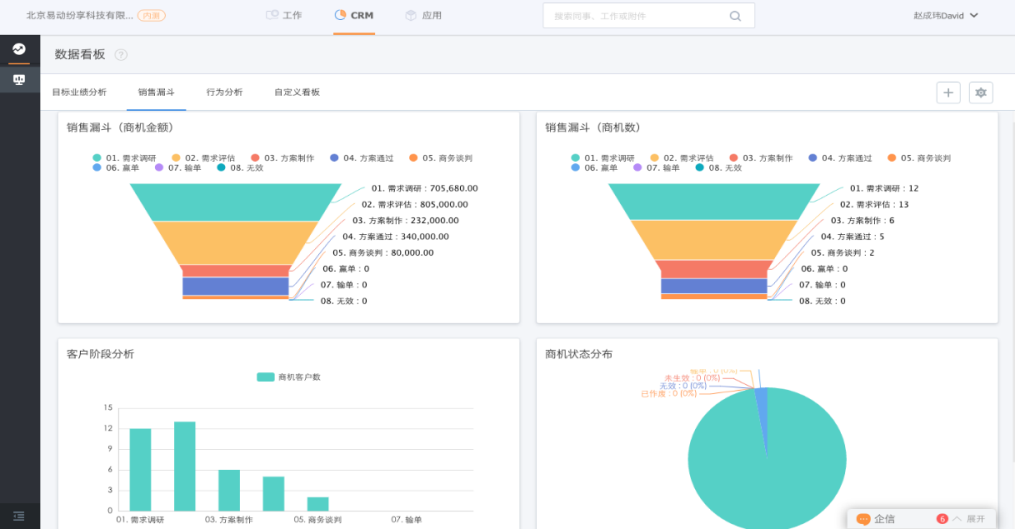 北京易动纷享科技有限... 内测 工作 CRM 应用 搜索同事、工作或附件 赵成玮David
数据看板 ?
目标业绩分析 销售漏斗 行为分析 自定义看板
销售漏斗（商机金额）
01. 需求调研 02. 需求评估 03. 方案制作 04. 方案通过 05. 商务谈判
06. 赢单 07. 输单 08. 无效
01. 需求调研：705,680.00
02. 需求评估：805,000.00
03. 方案制作：232,000.00
04. 方案通过：340,000.00
05. 商务谈判：80,000.00
06. 赢单：0
07. 输单：0
08. 无效：0
销售漏斗（商机数）
01. 需求调研 02. 需求评估 03. 方案制作 04. 方案通过 05. 商务谈判
06. 赢单 07. 输单 08. 无效
01. 需求调研：12
02. 需求评估：13
03. 方案制作：6
04. 方案通过：5
05. 商务谈判：2
06. 赢单：0
07. 输单：0
08. 无效：0
客户阶段分析
商机客户数
15
12
9
6
3
0
01. 需求调研 03. 方案制作 05. 商务谈判 07. 输单
商机状态分布
未生效：0 (0%)
无效：0 (0%)
已作废：0 (0%)
企信 6 展开